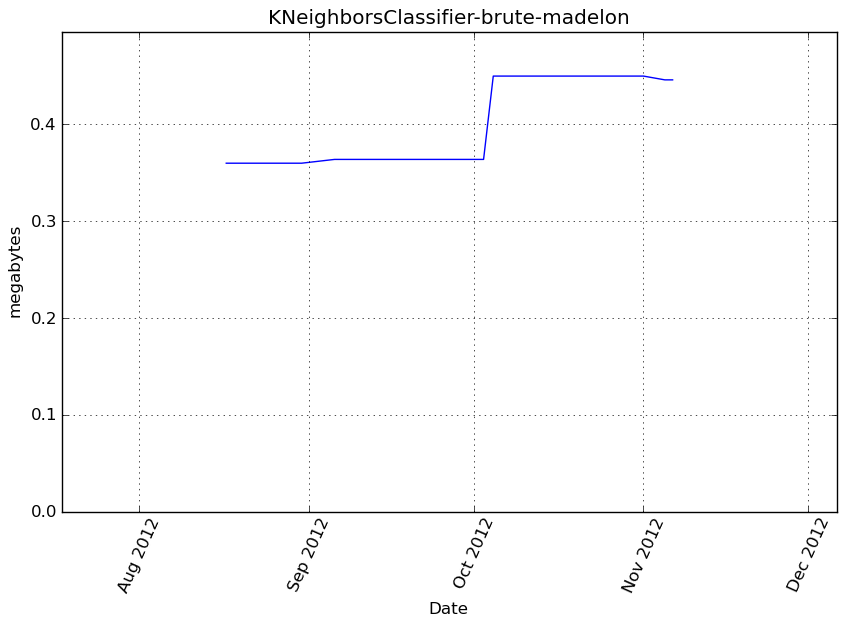 KNeighborsClassifier-brute-madelon
megabytes
0.4
0.3
0.2
0.1
0.0
Aug 2012
Sep 2012
Oct 2012
Nov 2012
Dec 2012
Date